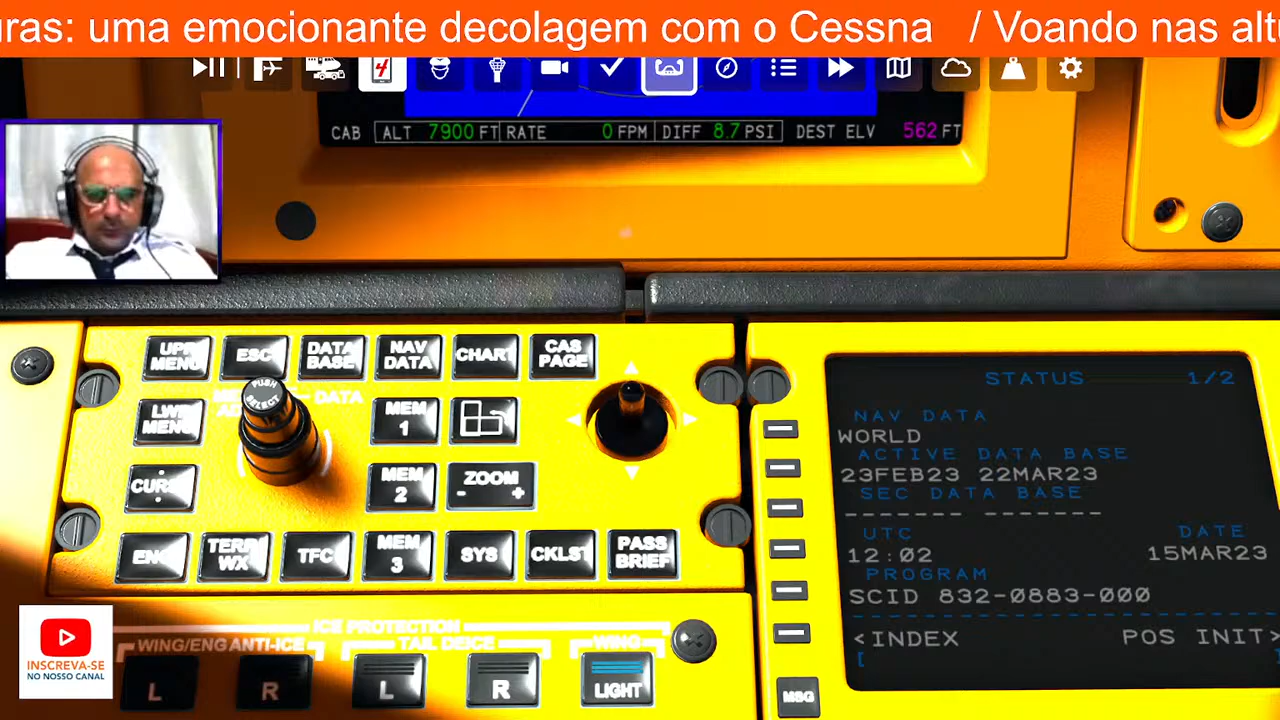 uras: uma emocionante decolagem com o Cessna / Voando nas altu
CAB ALT 7900 FT RATE 0 FPM DIFF 8.7 PSI DEST ELV 562 FT
UPR MENU
ESC
DATA BASE
NAV DATA
CHART
CAS PAGE
PUSH SELECT
DATA
LWR MENU
MEM 1
CURS
MEM 2
ZOOM
- +
ENG
TERR WX
TFC
MEM 3
SYS
CKLST
PASS BRIEF
ICE PROTECTION
WING/ENG ANTI-ICE
TAIL DEICE
WING
L
R
L
R
LIGHT
STATUS 1/2
NAV DATA
WORLD
ACTIVE DATA BASE
23FEB23 22MAR23
SEC DATA BASE
------- -------
UTC DATE
12:02 15MAR23
PROGRAM
SCID 832-0883-000
<INDEX POS INIT>
[ ]
MSG
INSCREVA-SE
NO NOSSO CANAL